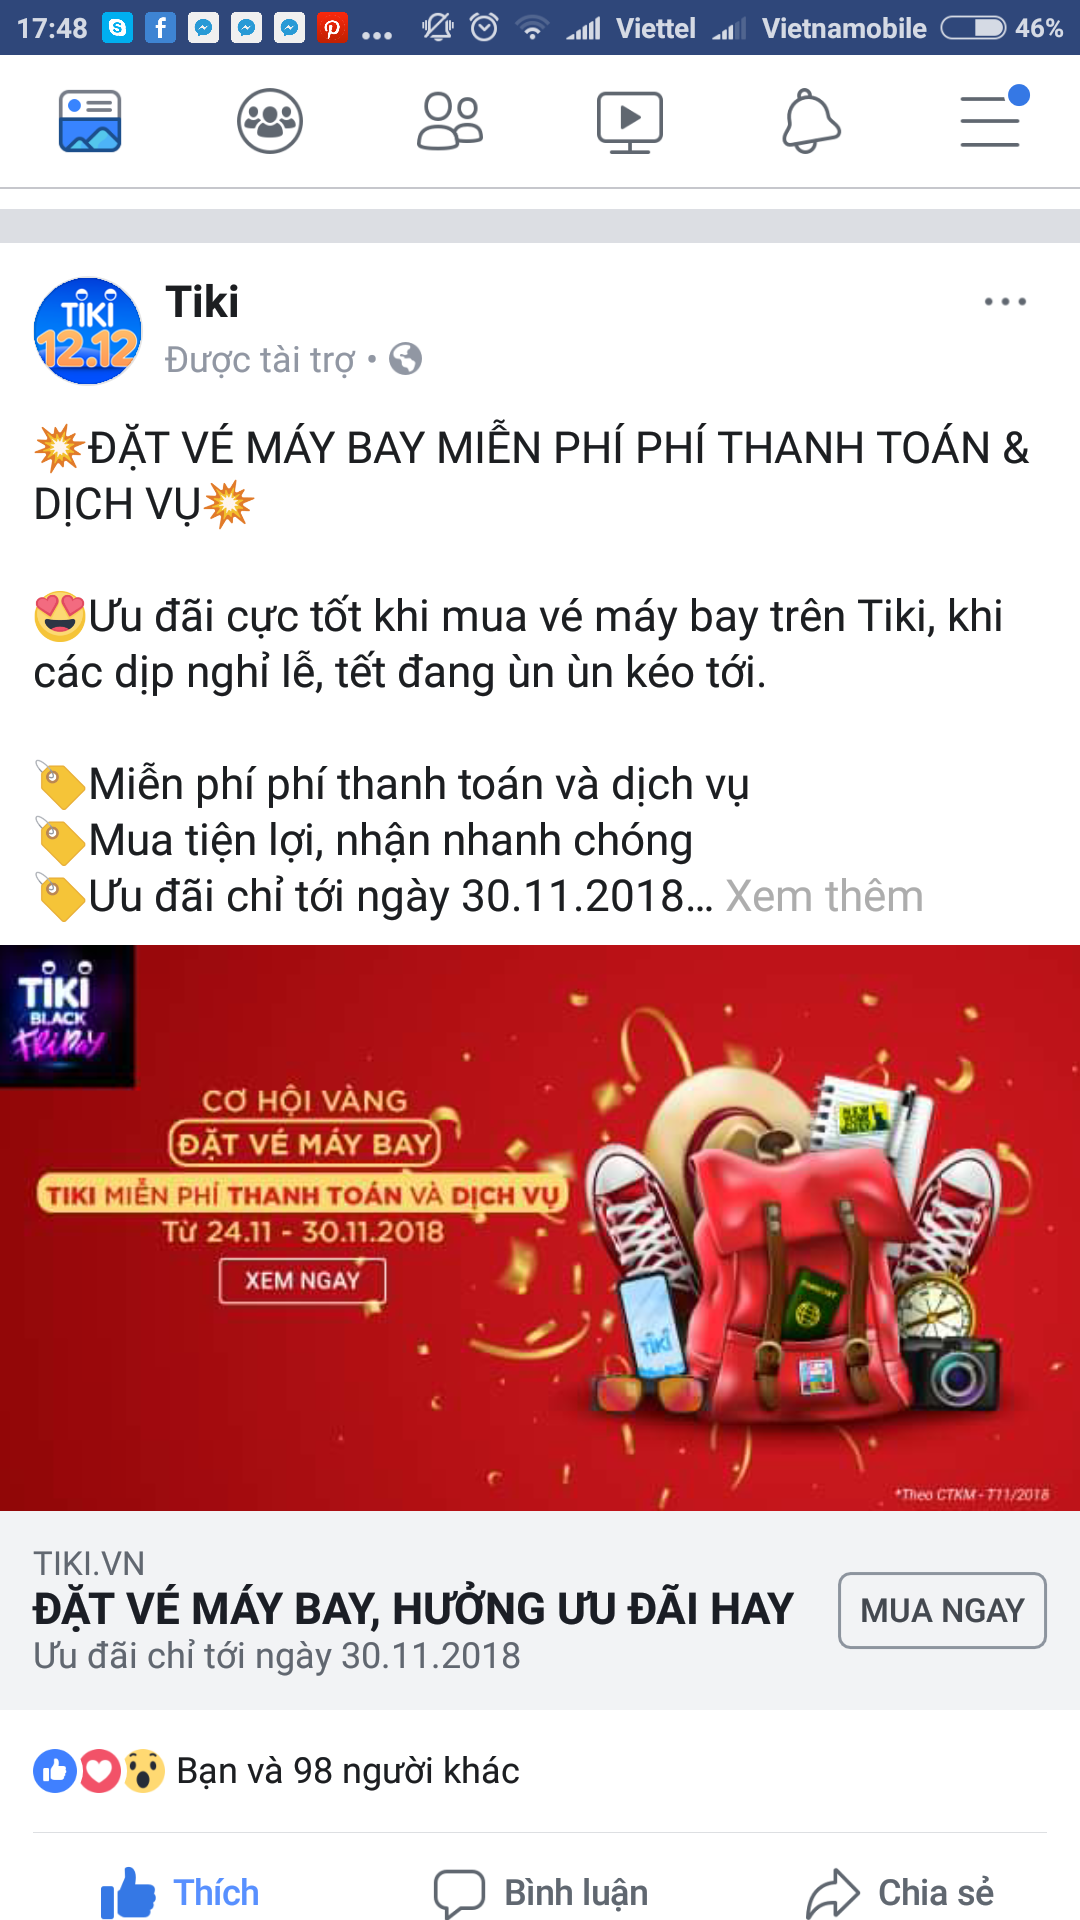 17:48 ... Viettel Vietnamobile 46%
Tiki
Được tài trợ •
ĐẶT VÉ MÁY BAY MIỄN PHÍ PHÍ THANH TOÁN &
DỊCH VỤ
Ưu đãi cực tốt khi mua vé máy bay trên Tiki, khi
các dịp nghỉ lễ, tết đang ùn ùn kéo tới.
Miễn phí phí thanh toán và dịch vụ
Mua tiện lợi, nhận nhanh chóng
Ưu đãi chỉ tới ngày 30.11.2018... Xem thêm
TIKI
12.12
TIKI
BLACK
FRIDAY
CƠ HỘI VÀNG
ĐẶT VÉ MÁY BAY
TIKI MIỄN PHÍ THANH TOÁN VÀ DỊCH VỤ
Từ 24.11 - 30.11.2018
XEM NGAY
TIKI
*Theo CTKM - T11/2018
TIKI.VN
ĐẶT VÉ MÁY BAY, HƯỞNG ƯU ĐÃI HAY
Ưu đãi chỉ tới ngày 30.11.2018
MUA NGAY
Bạn và 98 người khác
Thích Bình luận Chia sẻ